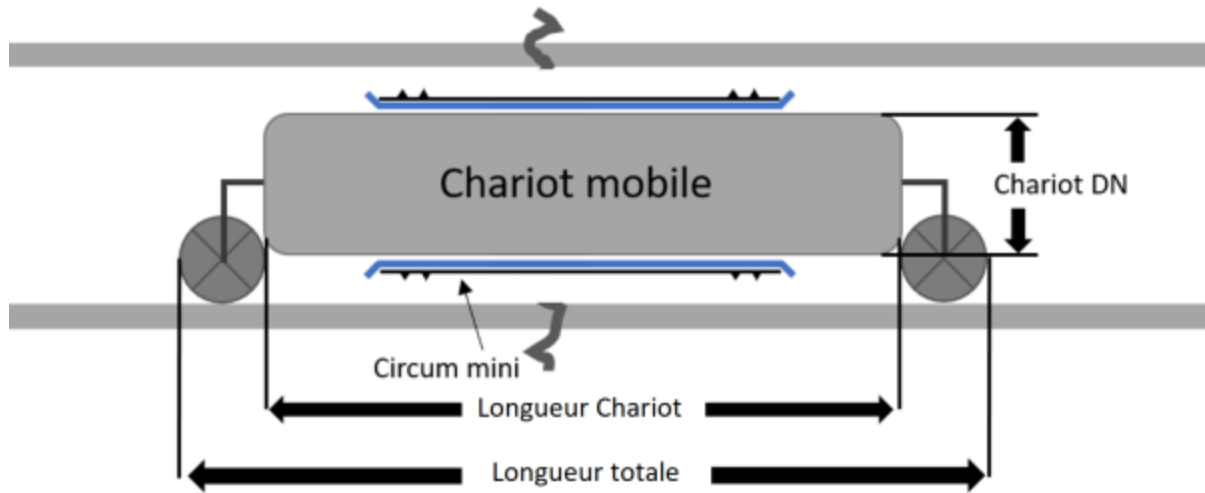 Chariot mobile
Chariot DN
Circum mini
Longueur Chariot
Longueur totale